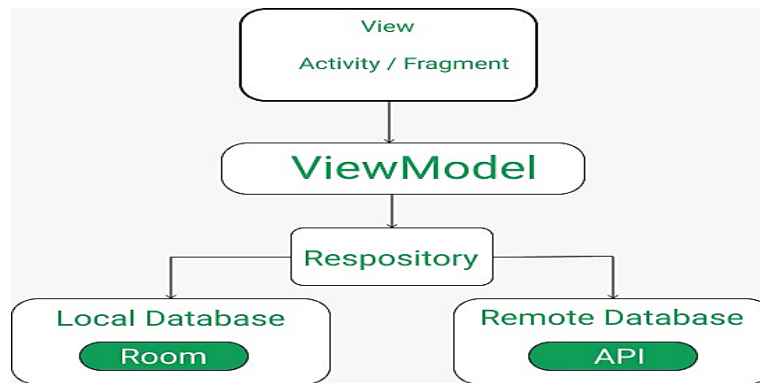 View
Activity / Fragment
ViewModel
Respository
Local Database
Remote Database
Room
API